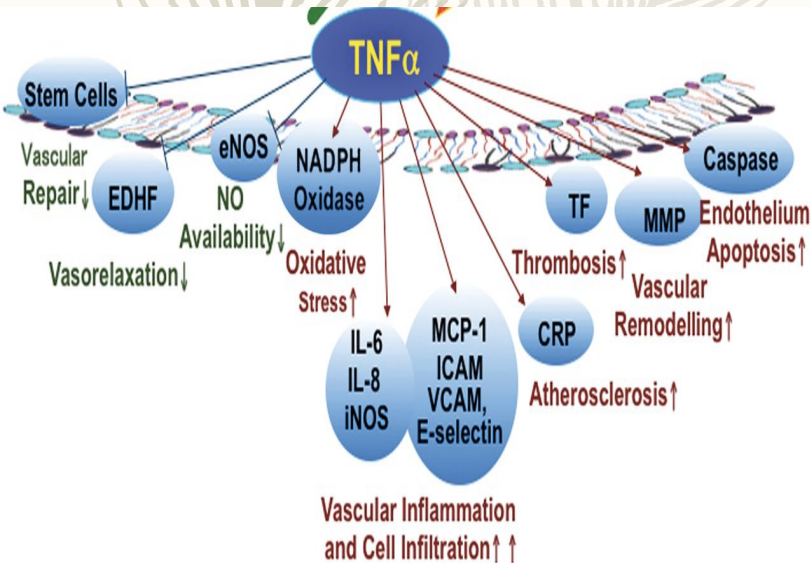 TNFα
Stem Cells
Vascular
Repair↓
EDHF
Vasorelaxation↓
eNOS
NO
Availability↓
NADPH
Oxidase
Oxidative
Stress↑
IL-6
IL-8
iNOS
MCP-1
ICAM
VCAM,
E-selectin
Vascular Inflammation
and Cell Infiltration↑ ↑
CRP
Atherosclerosis↑
TF
Thrombosis↑
MMP
Vascular
Remodelling↑
Caspase
Endothelium
Apoptosis↑